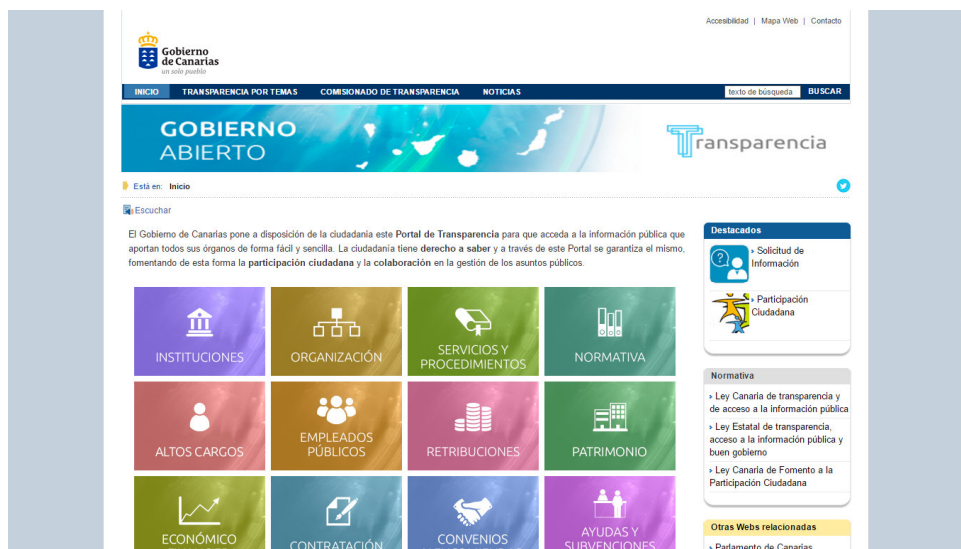 Accesibilidad | Mapa Web | Contacto
Gobierno
de Canarias
un solo pueblo
INICIO TRANSPARENCIA POR TEMAS COMISIONADO DE TRANSPARENCIA NOTICIAS texto de búsqueda BUSCAR
GOBIERNO
ABIERTO
Transparencia
Está en: Inicio
Escuchar
El Gobierno de Canarias pone a disposición de la ciudadania este Portal de Transparencia para que acceda a la información pública que
aportan todos sus órganos de forma fácil y sencilla. La ciudadanía tiene derecho a saber y a través de este Portal se garantiza el mismo,
fomentando de esta forma la participación ciudadana y la colaboración en la gestión de los asuntos públicos.
INSTITUCIONES
ORGANIZACIÓN
SERVICIOS Y
PROCEDIMIENTOS
NORMATIVA
ALTOS CARGOS
EMPLEADOS
PÚBLICOS
RETRIBUCIONES
PATRIMONIO
ECONÓMICO
CONTRATACIÓN
CONVENIOS
AYUDAS Y
SUBVENCIONES
Destacados
Solicitud de
Información
Participación
Ciudadana
Normativa
Ley Canaria de transparencia y
de acceso a la información pública
Ley Estatal de transparencia,
acceso a la información pública y
buen gobierno
Ley Canaria de Fomento a la
Participación Ciudadana
Otras Webs relacionadas
Parlamento de Canarias